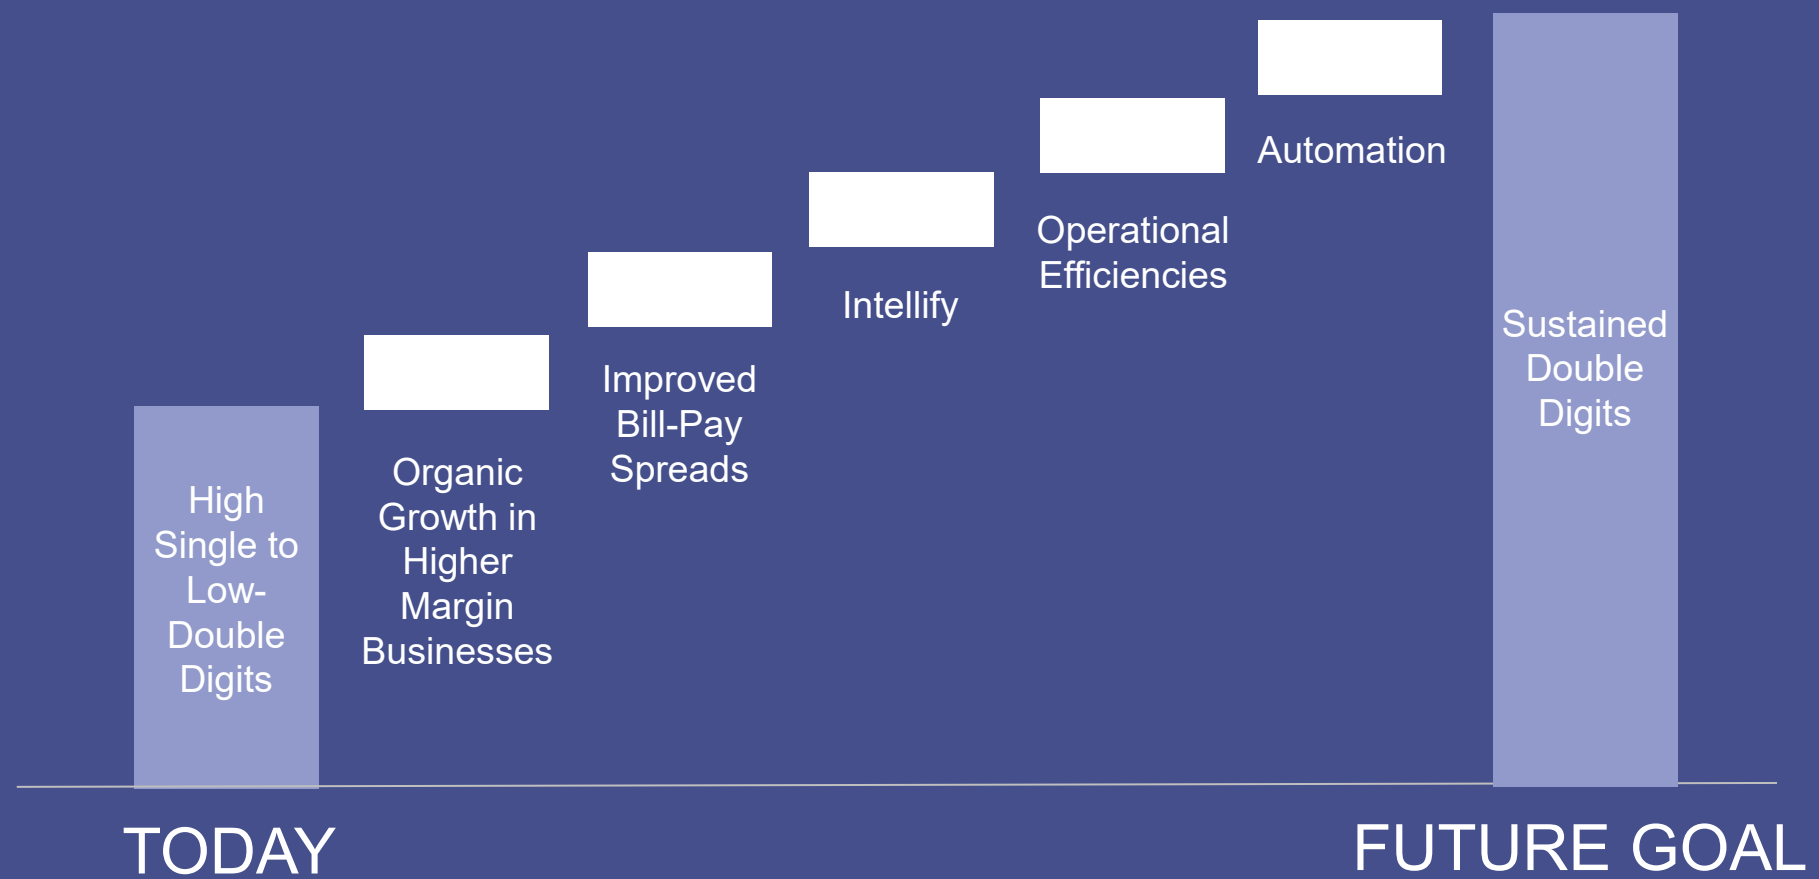 High
Single to
Low-
Double
Digits
Organic
Growth in
Higher
Margin
Businesses
Improved
Bill-Pay
Spreads
Intellify
Operational
Efficiencies
Automation
Sustained
Double
Digits
TODAY
FUTURE GOAL